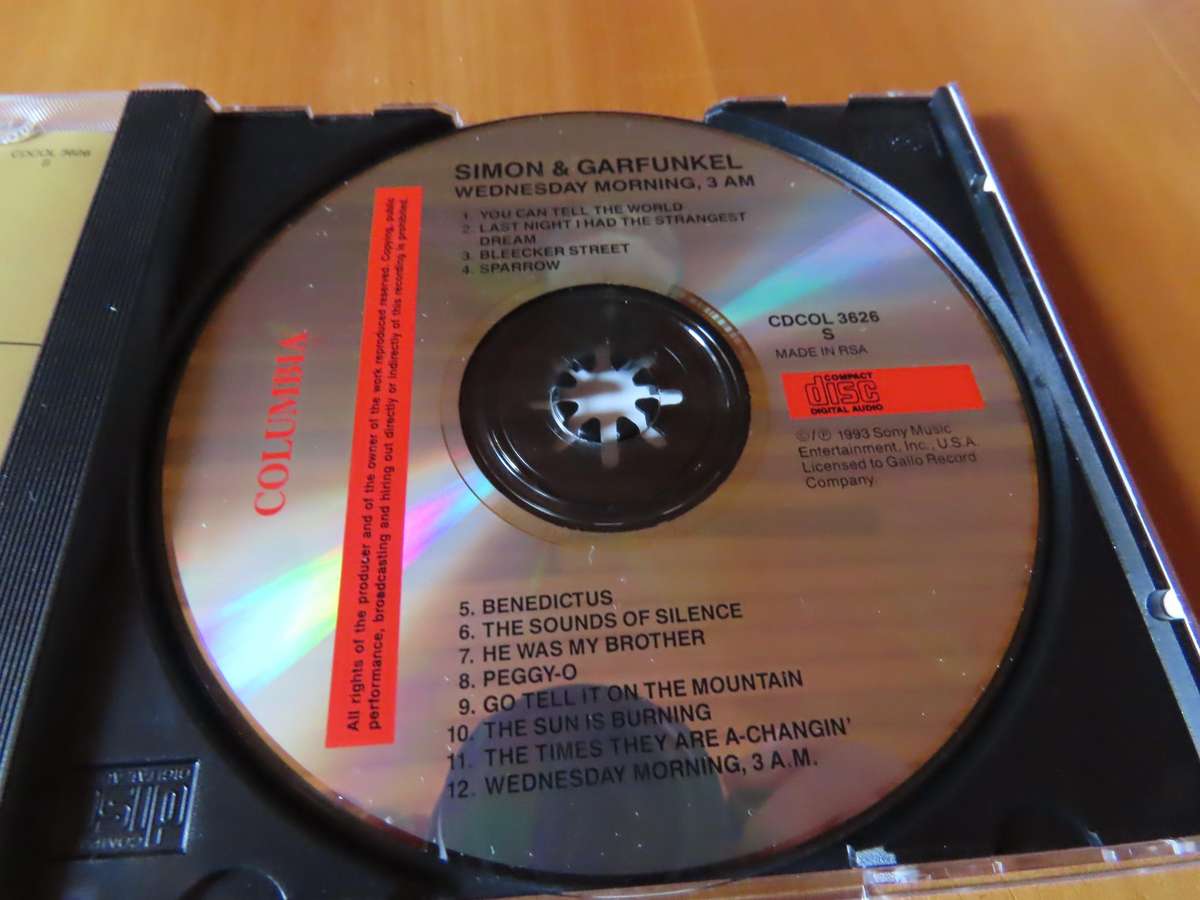 CDCOL 3626
S
SIMON & GARFUNKEL
WEDNESDAY MORNING, 3 AM
1. YOU CAN TELL THE WORLD
2. LAST NIGHT I HAD THE STRANGEST
DREAM
3. BLEECKER STREET
4. SPARROW
COLUMBIA
All rights of the producer and of the owner of the work reproduced reserved. Copying, public
performance, broadcasting and hiring out directly or indirectly of this recording is prohibited.
CDCOL 3626
S
MADE IN RSA
COMPACT
disc
DIGITAL AUDIO
©/℗ 1993 Sony Music
Entertainment, Inc., U.S.A.
Licensed to Gallo Record
Company.
5. BENEDICTUS
6. THE SOUNDS OF SILENCE
7. HE WAS MY BROTHER
8. PEGGY-O
9. GO TELL IT ON THE MOUNTAIN
10. THE SUN IS BURNING
11. THE TIMES THEY ARE A-CHANGIN'
12. WEDNESDAY MORNING, 3 A.M.
disc